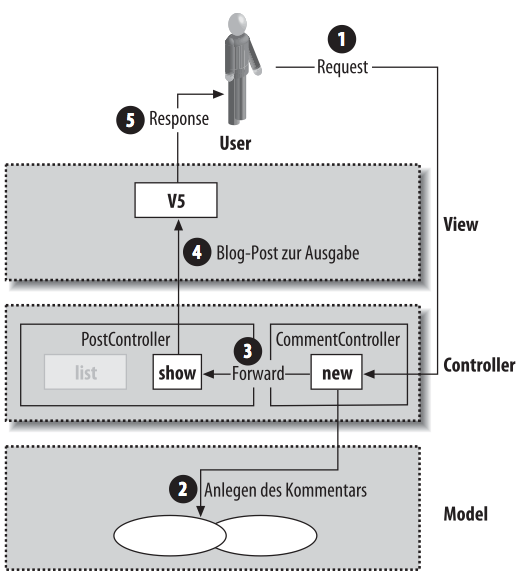 1
Request
5 Response
User
V5
View
4 Blog-Post zur Ausgabe
PostController
CommentController
3
list
show
Forward
new
Controller
2 Anlegen des Kommentars
Model